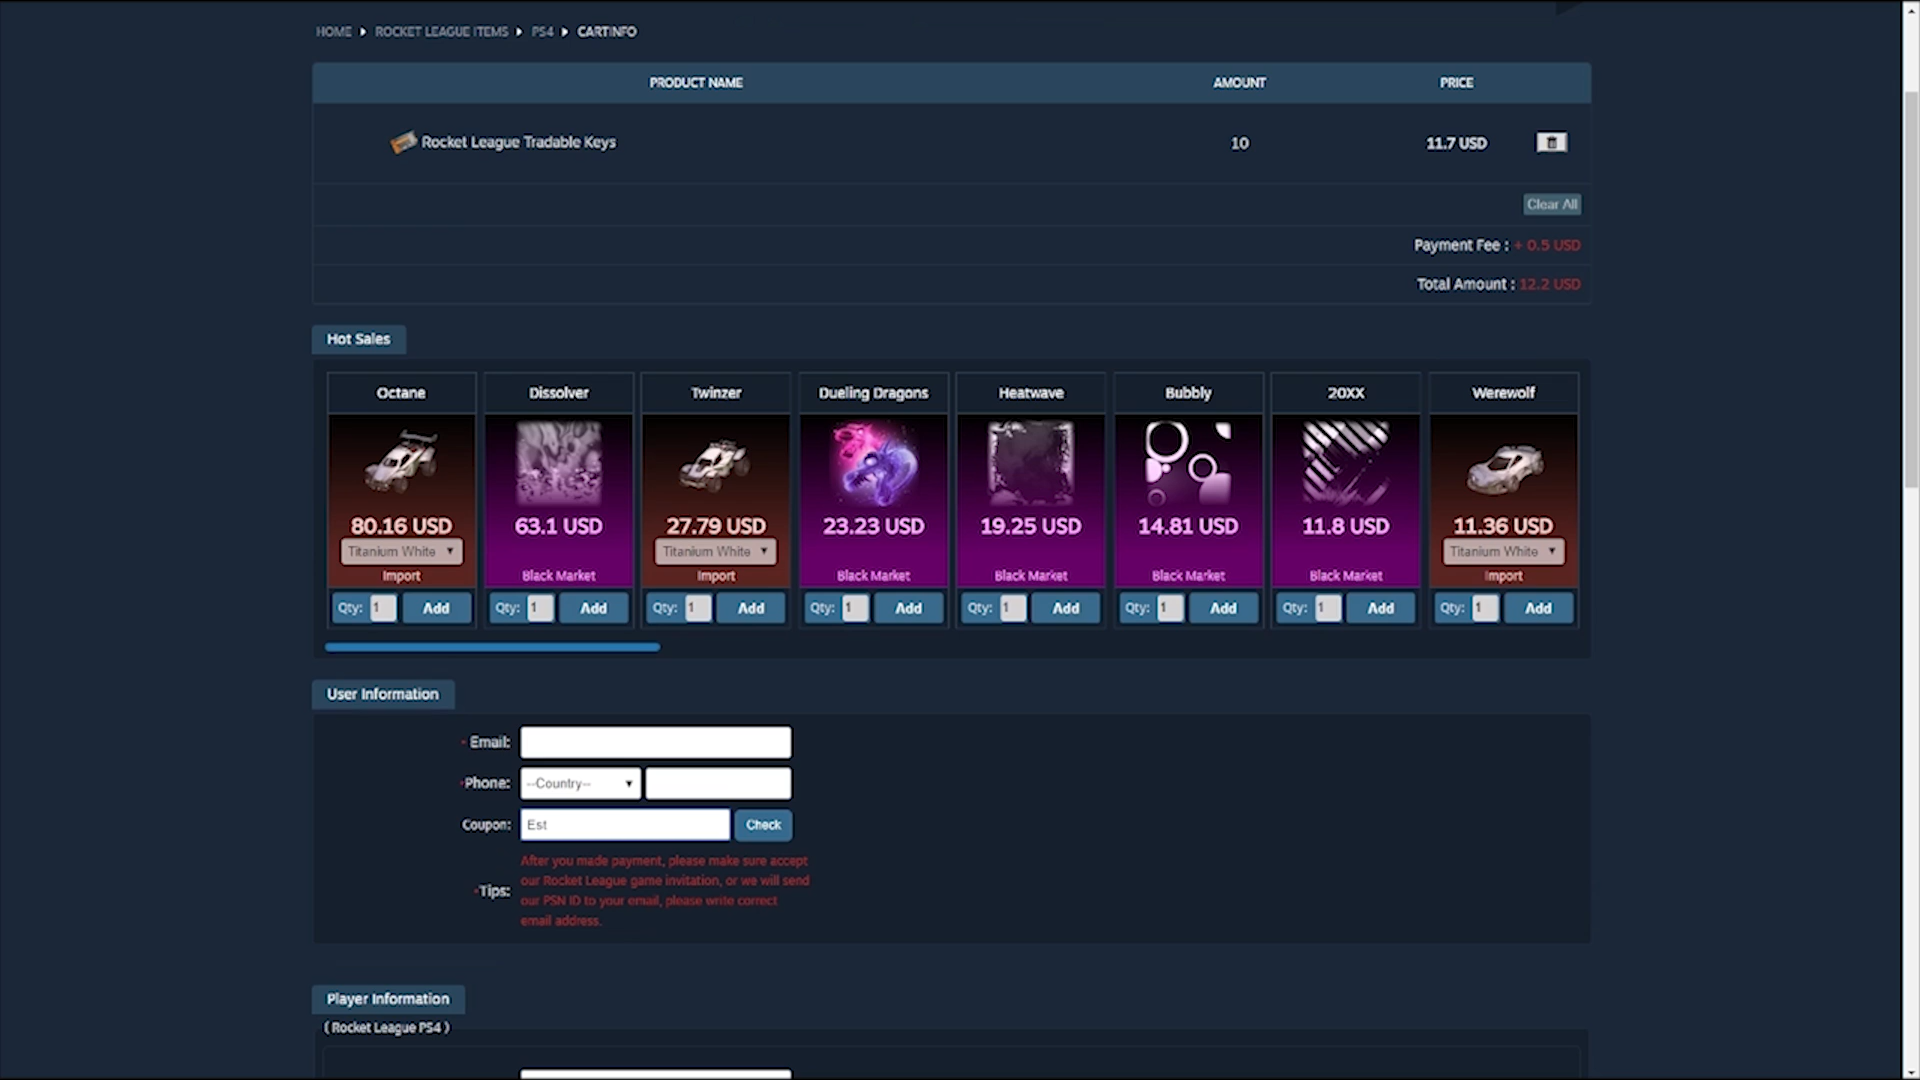 HOME ROCKET LEAGUE ITEMS PS4 CARTINFO
PRODUCT NAME AMOUNT PRICE
Rocket League Tradable Keys 10 11.7 USD
Clear All
Payment Fee : + 0.5 USD
Total Amount : 12.2 USD
Hot Sales
Octane Dissolver Twinzer Dueling Dragons Heatwave Bubbly 20XX Werewolf
80.16 USD 63.1 USD 27.79 USD 23.23 USD 19.25 USD 14.81 USD 11.8 USD 11.36 USD
Titanium White Titanium White Titanium White
Import Black Market Import Black Market Black Market Black Market Black Market Import
Qty: 1 Add Qty: 1 Add Qty: 1 Add Qty: 1 Add Qty: 1 Add Qty: 1 Add Qty: 1 Add Qty: 1 Add
User Information
Email:
Phone: --Country--
Coupon: Est Check
After you made payment, please make sure accept
our Rocket League game invitation, or we will send
Tips:
our PSN ID to your email, please write correct
email address.
Player Information
( Rocket League PS4 )